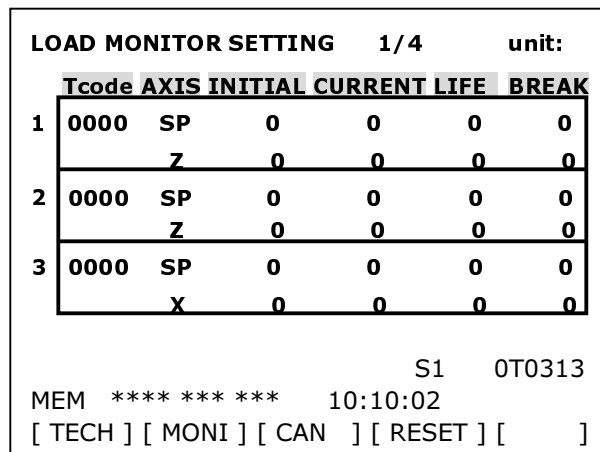 LOAD MONITOR SETTING 1/4 unit:
Tcode AXIS INITIAL CURRENT LIFE BREAK
1 0000 SP 0 0 0 0
Z 0 0 0 0
2 0000 SP 0 0 0 0
Z 0 0 0 0
3 0000 SP 0 0 0 0
X 0 0 0 0
S1 0T0313
MEM **** *** *** 10:10:02
[ TECH ] [ MONI ] [ CAN ] [ RESET ] [ ]